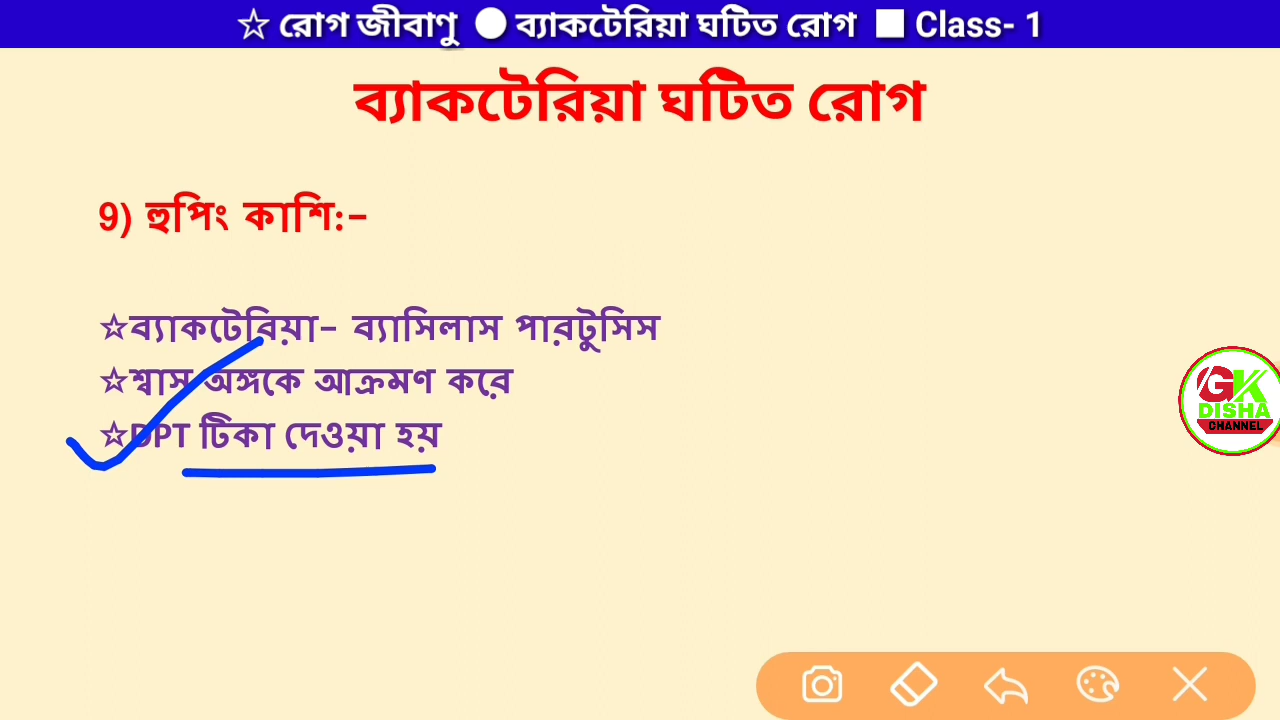 ☆ রোগ জীবাণু ● ব্যাকটেরিয়া ঘটিত রোগ ■ Class- 1
ব্যাকটেরিয়া ঘটিত রোগ
9) হুপিং কাশি:–
☆ব্যাকটেরিয়া– ব্যাসিলাস পারটুসিস
☆শ্বাস অঙ্গকে আক্রমণ করে
☆DPT টিকা দেওয়া হয়
GK
DISHA
CHANNEL